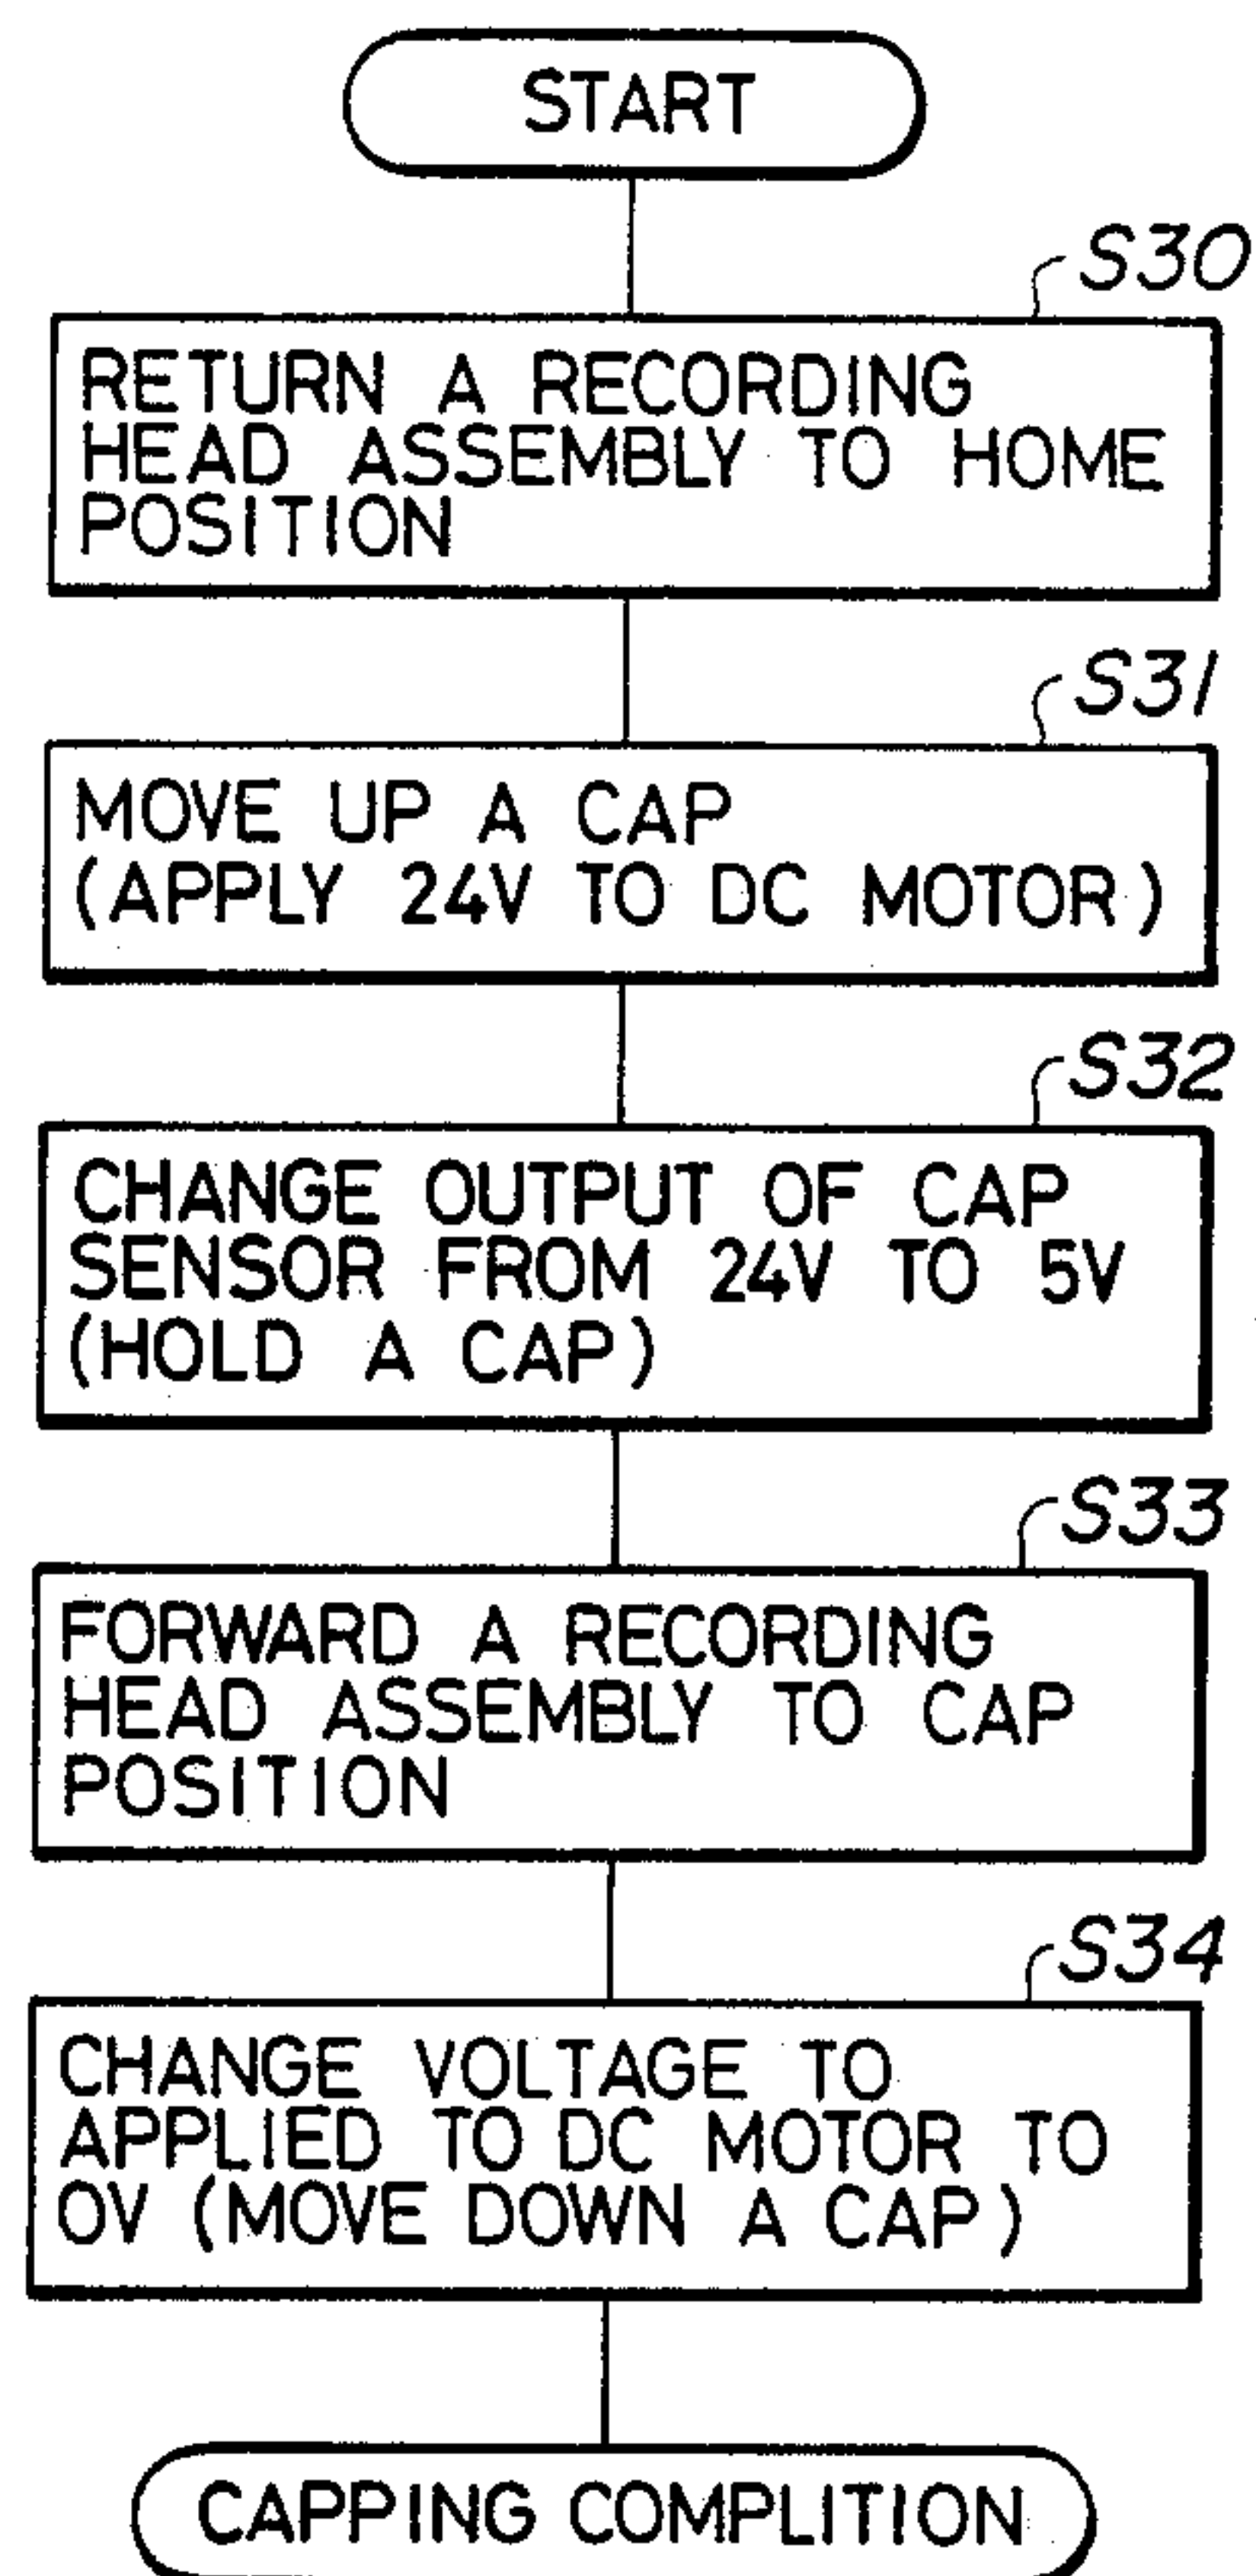 START
S30
RETURN A RECORDING
HEAD ASSEMBLY TO HOME
POSITION
S31
MOVE UP A CAP
(APPLY 24V TO DC MOTOR)
S32
CHANGE OUTPUT OF CAP
SENSOR FROM 24V TO 5V
(HOLD A CAP)
S33
FORWARD A RECORDING
HEAD ASSEMBLY TO CAP
POSITION
S34
CHANGE VOLTAGE TO
APPLIED TO DC MOTOR TO
0V (MOVE DOWN A CAP)
CAPPING COMPLITION